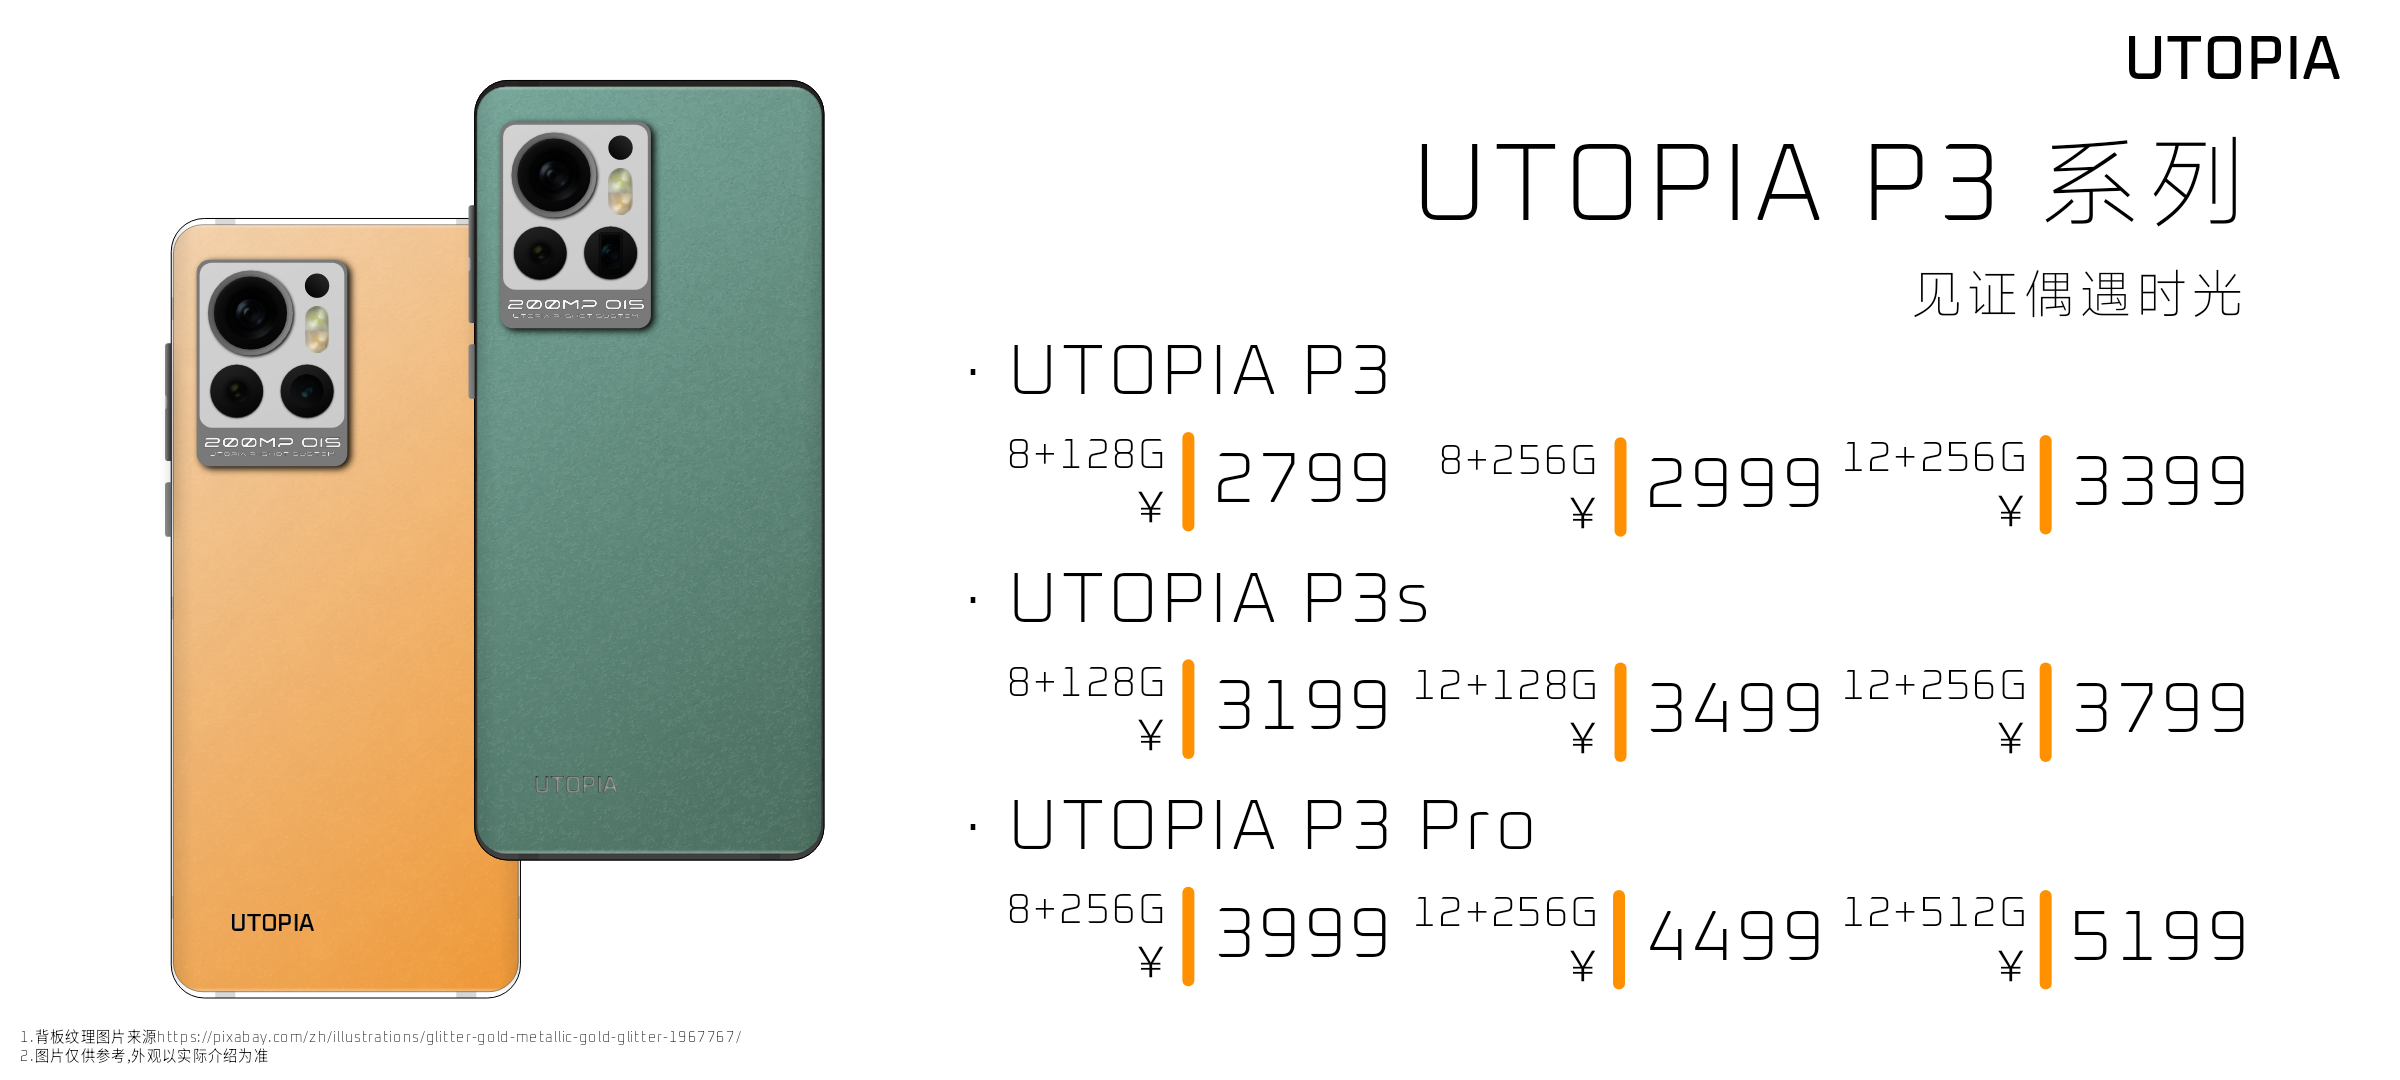 UTOPIA
UTOPIA P3 系列
见证偶遇时光
· UTOPIA P3
8+128G ¥ 2799
8+256G ¥ 2999
12+256G ¥ 3399
· UTOPIA P3s
8+128G ¥ 3199
12+128G ¥ 3499
12+256G ¥ 3799
· UTOPIA P3 Pro
8+256G ¥ 3999
12+256G ¥ 4499
12+512G ¥ 5199
200MP OIS
200MP OIS
UTOPIA
UTOPIA
1.背板纹理图片来源https://pixabay.com/zh/illustrations/glitter-gold-metallic-gold-glitter-1967767/
2.图片仅供参考,外观以实际介绍为准